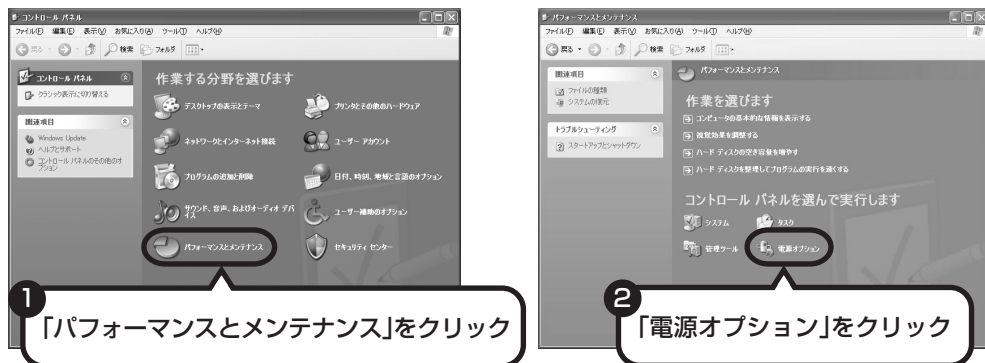 コントロール パネル
ファイル(F) 編集(E) 表示(V) お気に入り(A) ツール(T) ヘルプ(H)
戻る 検索 フォルダ
コントロール パネル
クラシック表示に切り替える
関連項目
Windows Update
ヘルプとサポート
コントロール パネルのその他のオプション
作業する分野を選びます
デスクトップの表示とテーマ
プリンタとその他のハードウェア
ネットワークとインターネット接続
ユーザー アカウント
プログラムの追加と削除
日付、時刻、地域と言語のオプション
サウンド、音声、およびオーディオ デバ
イス
ユーザー補助のオプション
パフォーマンスとメンテナンス
セキュリティ センター
1
「パフォーマンスとメンテナンス」をクリック
パフォーマンスとメンテナンス
ファイル(F) 編集(E) 表示(V) お気に入り(A) ツール(T) ヘルプ(H)
戻る 検索 フォルダ
関連項目
ファイルの種類
システムの復元
トラブルシューティング
スタートアップとシャットダウン
パフォーマンスとメンテナンス
作業を選びます
コンピュータの基本的な情報を表示する
視覚効果を調整する
ハード ディスクの空き容量を増やす
ハード ディスクを整理してプログラムの実行を速くする
コントロール パネルを選んで実行します
システム
タスク
管理ツール
電源オプション
2
「電源オプション」をクリック